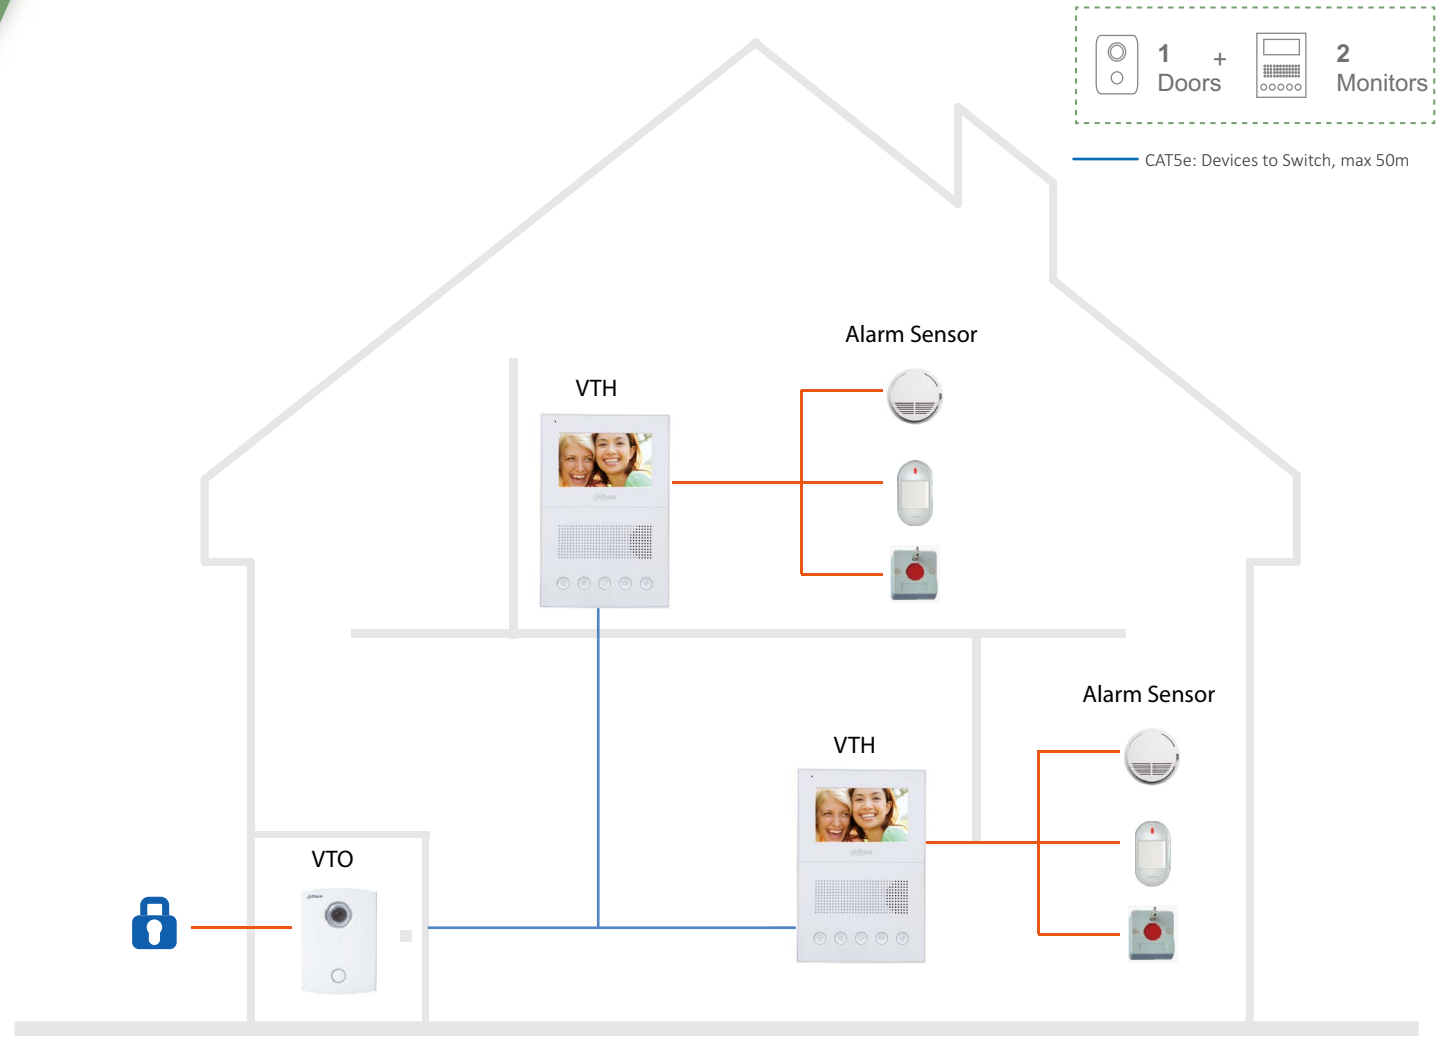 1 + 2
Doors Monitors
CAT5e: Devices to Switch, max 50m
Alarm Sensor
VTH
Alarm Sensor
VTH
VTO